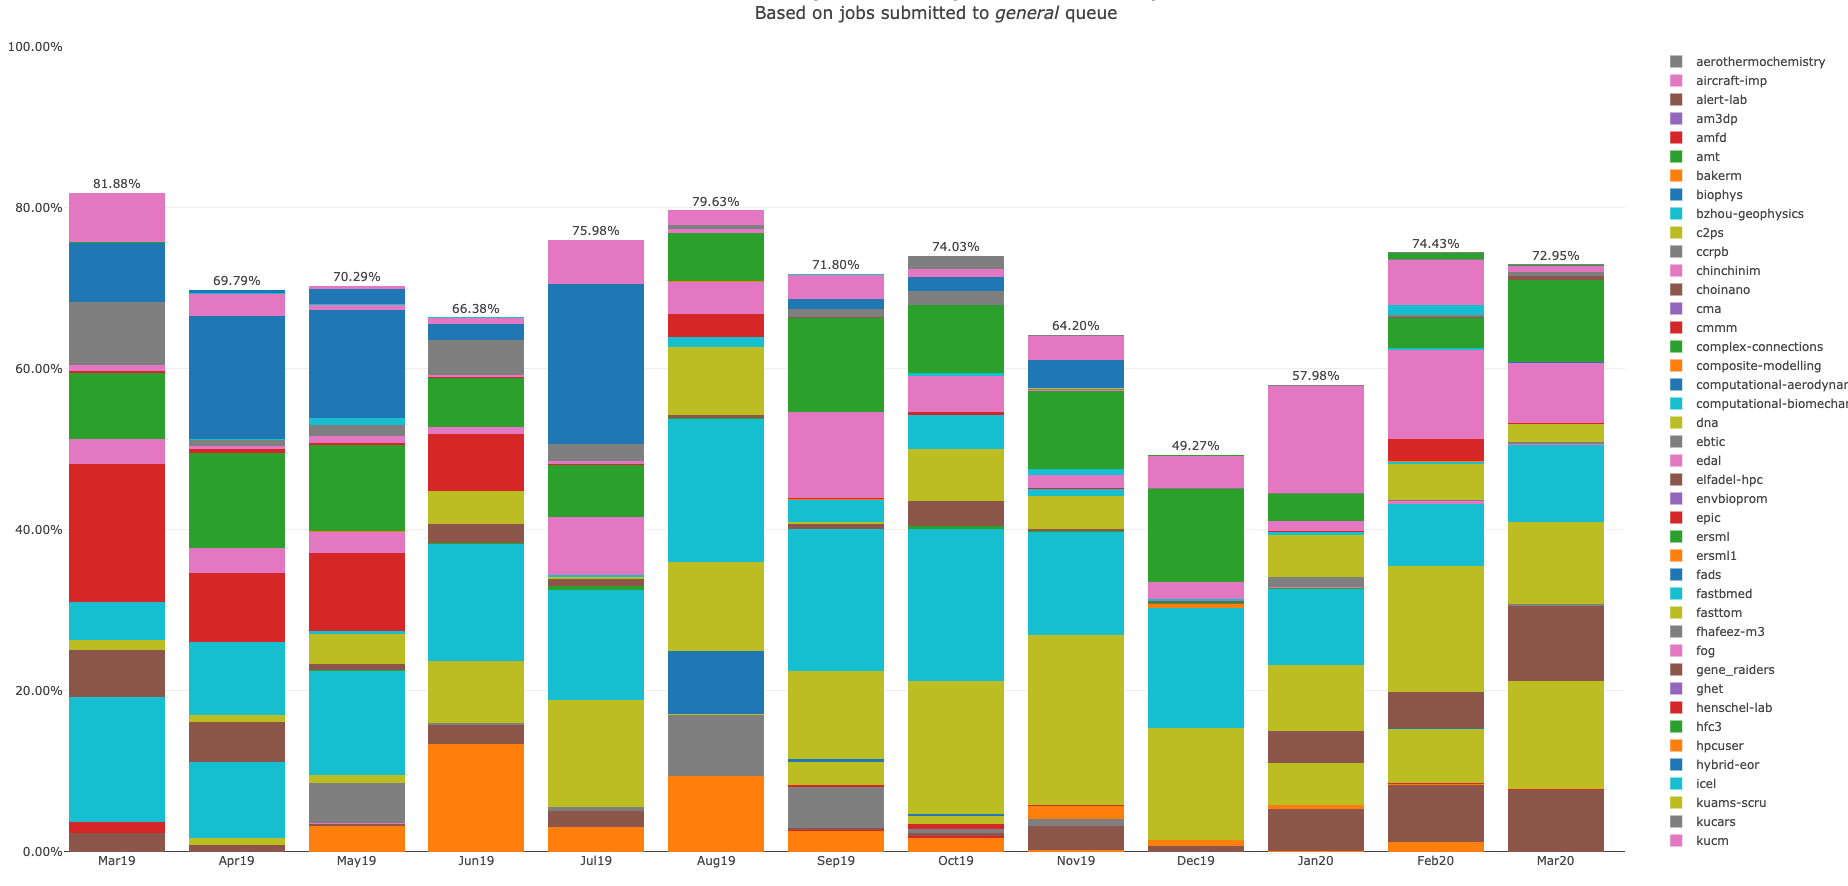 Based on jobs submitted to general queue
100.00%
80.00%
60.00%
40.00%
20.00%
0.00%
81.88%
69.79%
70.29%
66.38%
75.98%
79.63%
71.80%
74.03%
64.20%
49.27%
57.98%
74.43%
72.95%
Mar19
Apr19
May19
Jun19
Jul19
Aug19
Sep19
Oct19
Nov19
Dec19
Jan20
Feb20
Mar20
aerothermochemistry
aircraft-imp
alert-lab
am3dp
amfd
amt
bakerm
biophys
bzhou-geophysics
c2ps
ccrpb
chinchinim
choinano
cma
cmmm
complex-connections
composite-modelling
computational-aerodynar
computational-biomechar
dna
ebtic
edal
elfadel-hpc
envbioprom
epic
ersml
ersml1
fads
fastbmed
fasttom
fhafeez-m3
fog
gene_raiders
ghet
henschel-lab
hfc3
hpcuser
hybrid-eor
icel
kuams-scru
kucars
kucm